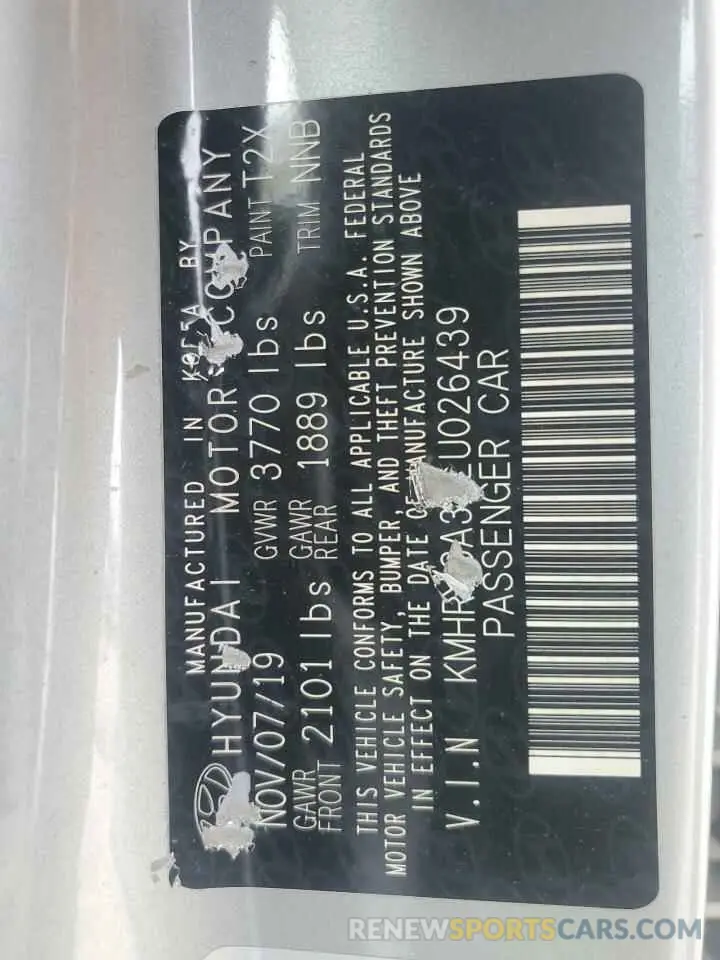 MANUFACTURED IN KOREA BY
HYUNDAI MOTOR COMPANY
NOV/07/19 GVWR 3770 lbs PAINT T2X
GAWR FRONT 2101 lbs GAWR REAR 1889 lbs TRIM NNB
THIS VEHICLE CONFORMS TO ALL APPLICABLE U.S.A. FEDERAL
MOTOR VEHICLE SAFETY, BUMPER, AND THEFT PREVENTION STANDARDS
IN EFFECT ON THE DATE OF MANUFACTURE SHOWN ABOVE
V.I.N
PASSENGER CAR
RENEWSPORTSCARS.COM